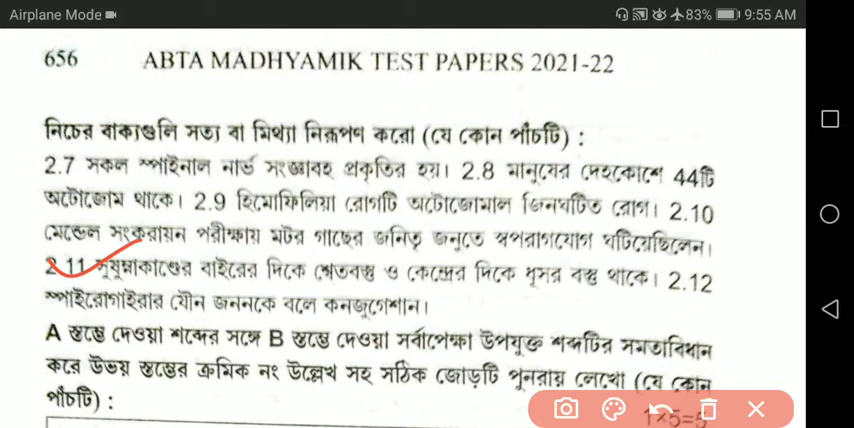 Airplane Mode 83% 9:55 AM
656 ABTA MADHYAMIK TEST PAPERS 2021-22
নিচের বাক্যগুলি সত্য বা মিথ্যা নিরূপণ করো (যে কোন পাঁচটি) :
2.7 সকল স্পাইনাল নার্ভ সংজ্ঞাবহ প্রকৃতির হয়। 2.8 মানুষের দেহকোশে 44টি
অটোজোম থাকে। 2.9 হিমোফিলিয়া রোগটি অটোজোমাল জিনঘটিত রোগ। 2.10
মেন্ডেল সংকরায়ন পরীক্ষায় মটর গাছের জনিতৃ জনুতে স্বপরাগযোগ ঘটিয়েছিলেন।
2.11 সুষুম্নাকাণ্ডের বাইরের দিকে শ্বেতবস্তু ও কেন্দ্রের দিকে ধূসর বস্তু থাকে। 2.12
স্পাইরোগাইরার যৌন জননকে বলে কনজুগেশান।
A স্তম্ভে দেওয়া শব্দের সঙ্গে B স্তম্ভে দেওয়া সর্বাপেক্ষা উপযুক্ত শব্দটির সমতাবিধান
করে উভয় স্তম্ভের ক্রমিক নং উল্লেখ সহ সঠিক জোড়টি পুনরায় লেখো (যে কোন
পাঁচটি) :
1×5=5